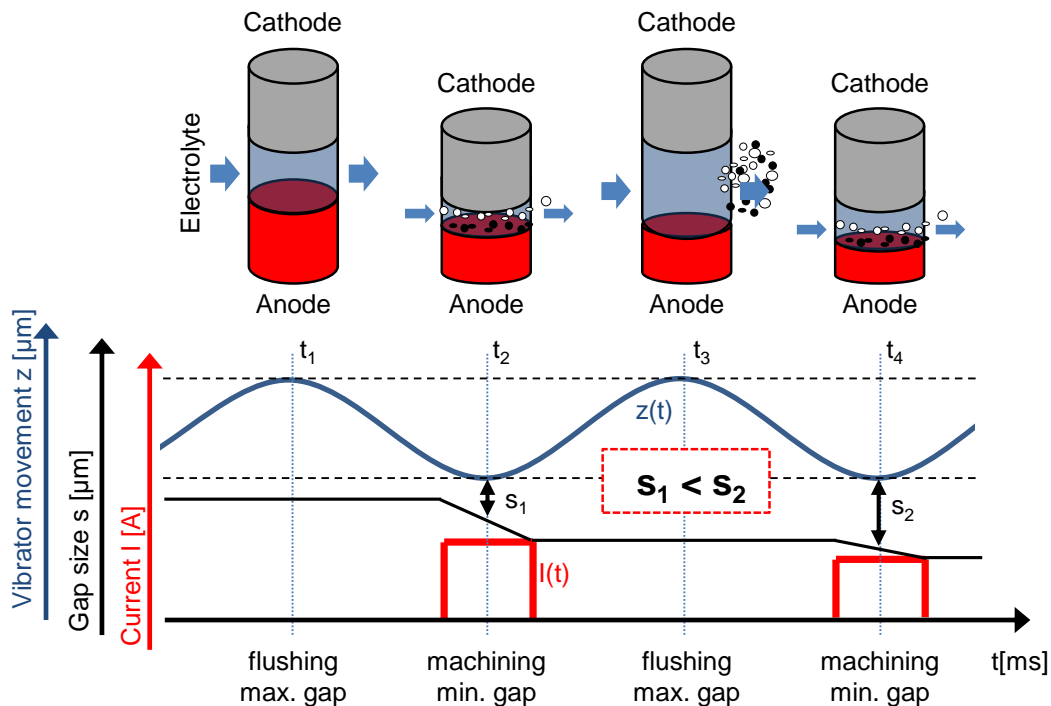 Cathode
Cathode
Cathode
Cathode
Electrolyte
Anode
Anode
Anode
Anode
Vibrator movement z [µm]
Gap size s [µm]
Current I [A]
t₁
t₂
t₃
t₄
z(t)
s₁ < s₂
s₁
s₂
I(t)
flushing
max. gap
machining
min. gap
flushing
max. gap
machining
min. gap
t[ms]